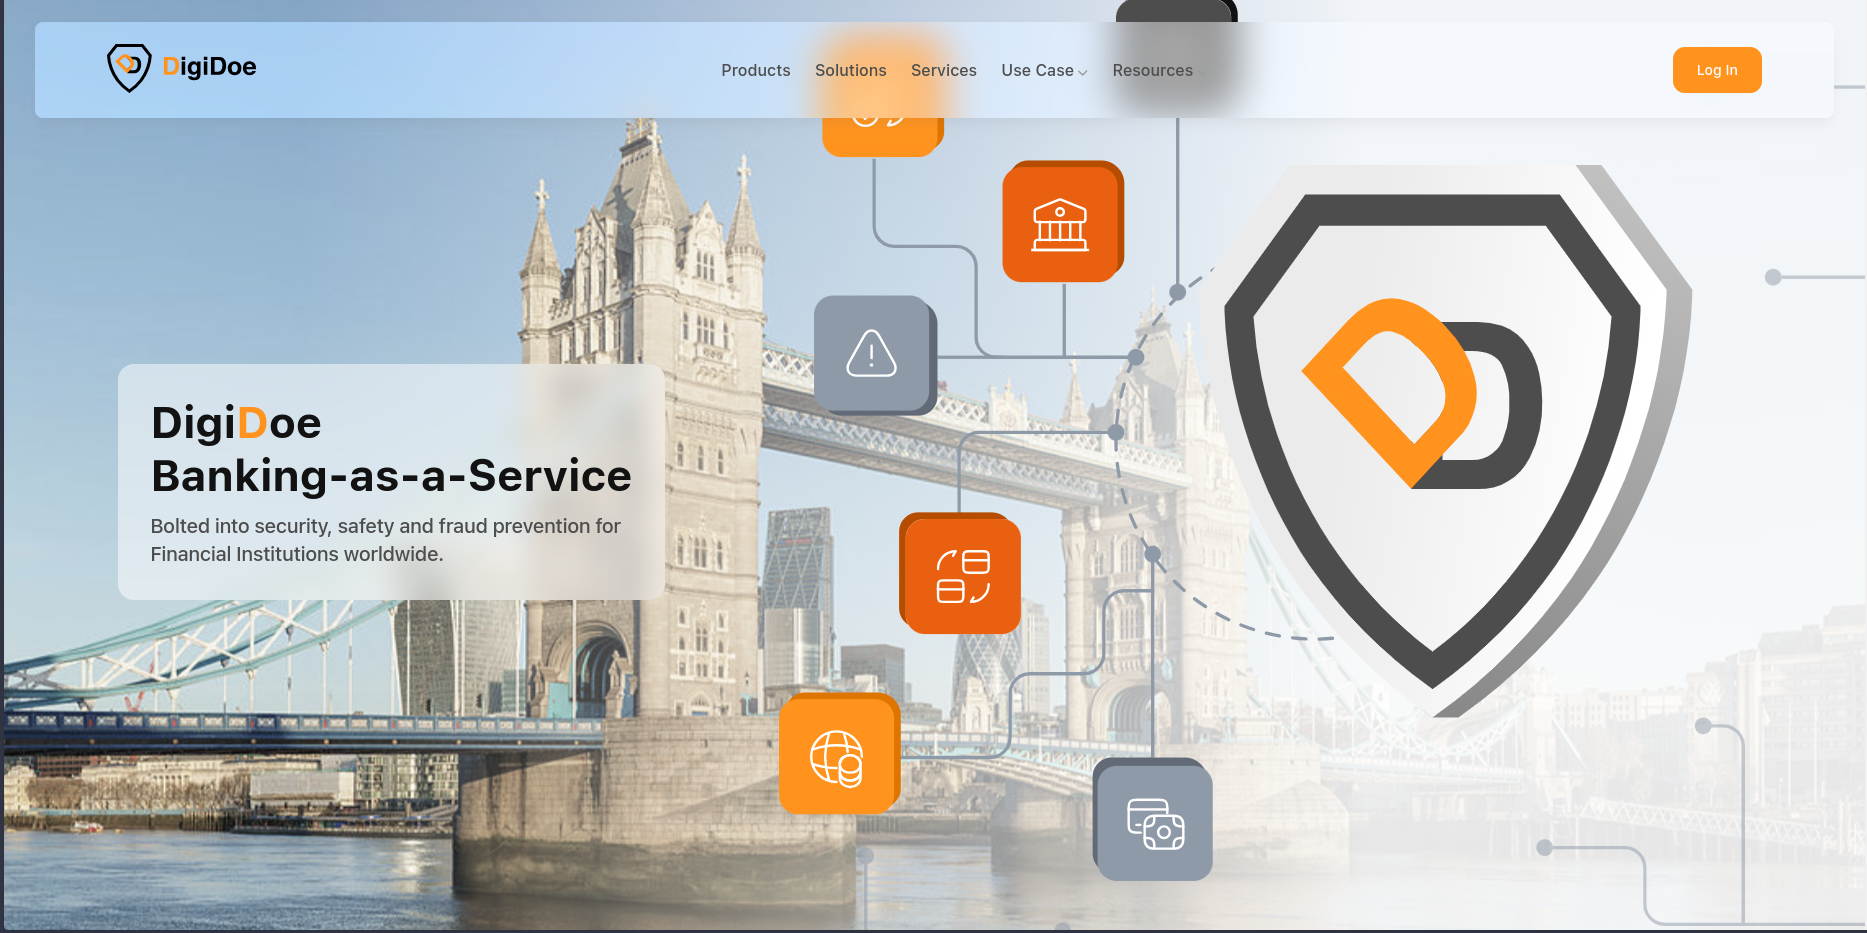 DigiDoe
Products
Solutions
Services
Use Case
Resources
Log In
DigiDoe
Banking-as-a-Service
Bolted into security, safety and fraud prevention for
Financial Institutions worldwide.